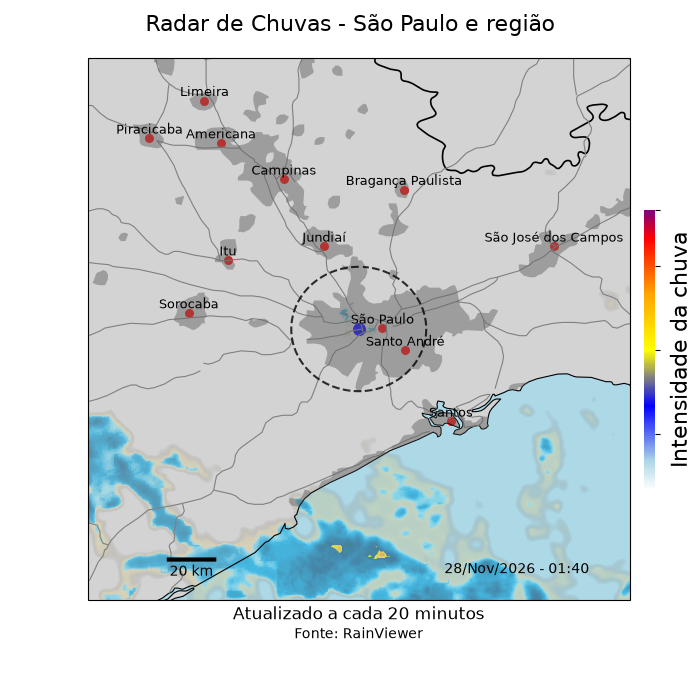 Radar de Chuvas - São Paulo e região
Limeira
Piracicaba
Americana
Campinas
Bragança Paulista
Jundiaí
São José dos Campos
Itu
Sorocaba
São Paulo
Santo André
Santos
Intensidade da chuva
20 km
28/Nov/2026 - 01:40
Atualizado a cada 20 minutos
Fonte: RainViewer